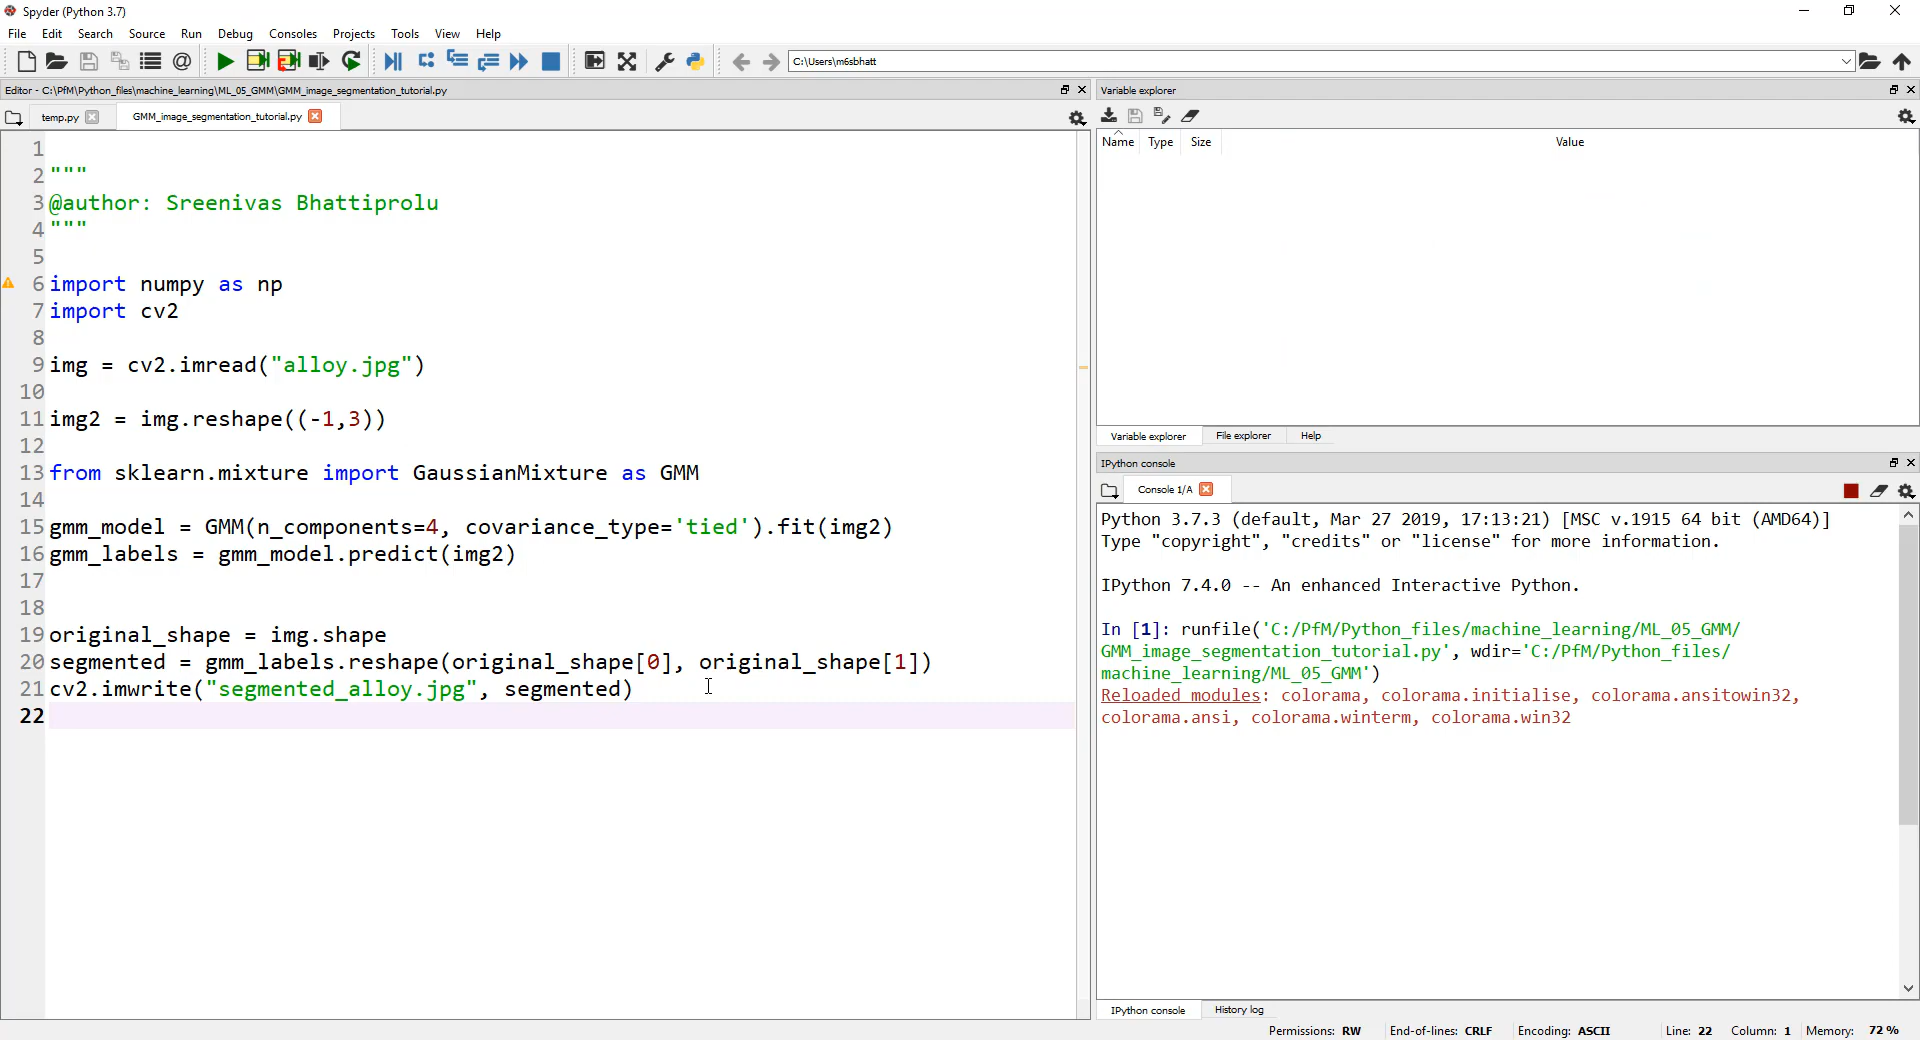 Spyder (Python 3.7)
File Edit Search Source Run Debug Consoles Projects Tools View Help
C:\Users\m6sbhatt
Editor - C:\PfM\Python_files\machine_learning\ML_05_GMM\GMM_image_segmentation_tutorial.py
Variable explorer
temp.py GMM_image_segmentation_tutorial.py
Name Type Size Value
1
2 """
3 @author: Sreenivas Bhattiprolu
4 """
5
6 import numpy as np
7 import cv2
8
9 img = cv2.imread("alloy.jpg")
10
11 img2 = img.reshape((-1,3))
12
13 from sklearn.mixture import GaussianMixture as GMM
14
15 gmm_model = GMM(n_components=4, covariance_type='tied').fit(img2)
16 gmm_labels = gmm_model.predict(img2)
17
18
19 original_shape = img.shape
20 segmented = gmm_labels.reshape(original_shape[0], original_shape[1])
21 cv2.imwrite("segmented_alloy.jpg", segmented)
22
Variable explorer File explorer Help
IPython console
Console 1/A
Python 3.7.3 (default, Mar 27 2019, 17:13:21) [MSC v.1915 64 bit (AMD64)]
Type "copyright", "credits" or "license" for more information.
IPython 7.4.0 -- An enhanced Interactive Python.
In [1]: runfile('C:/PfM/Python_files/machine_learning/ML_05_GMM/
GMM_image_segmentation_tutorial.py', wdir='C:/PfM/Python_files/
machine_learning/ML_05_GMM')
Reloaded modules: colorama, colorama.initialise, colorama.ansitowin32,
colorama.ansi, colorama.winterm, colorama.win32
IPython console History log
Permissions: RW End-of-lines: CRLF Encoding: ASCII Line: 22 Column: 1 Memory: 72 %